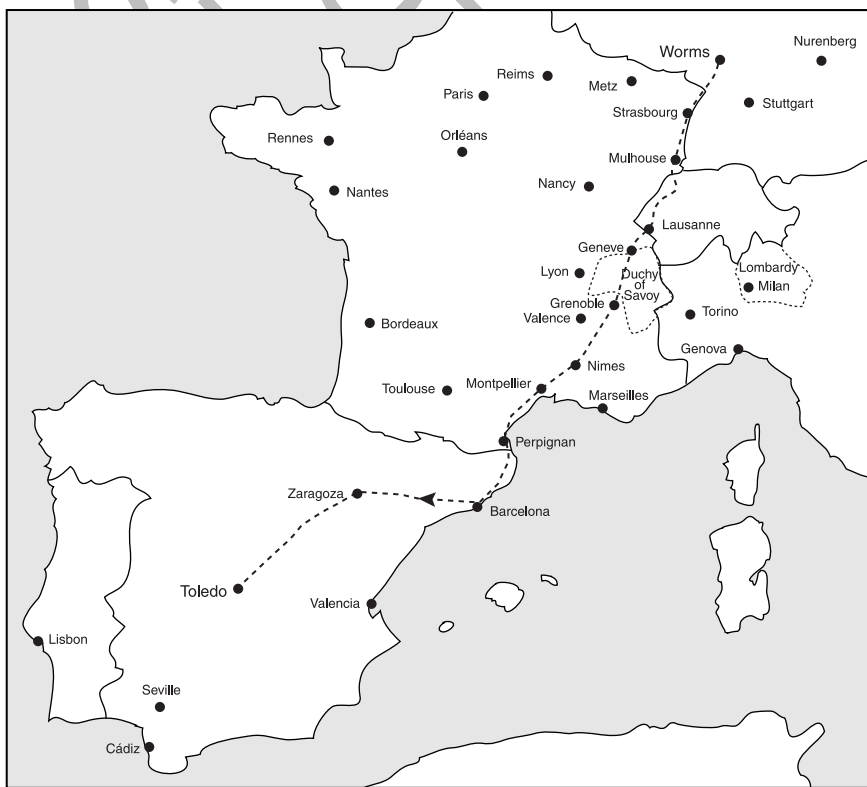 Worms
Nurenberg
Reims
Metz
Paris
Stuttgart
Strasbourg
Orléans
Rennes
Mulhouse
Nancy
Nantes
Lausanne
Geneve
Lyon
Duchy
of
Savoy
Lombardy
Milan
Grenoble
Valence
Torino
Bordeaux
Genova
Nimes
Montpellier
Toulouse
Marseilles
Perpignan
Zaragoza
Barcelona
Toledo
Valencia
Lisbon
Seville
Cádiz